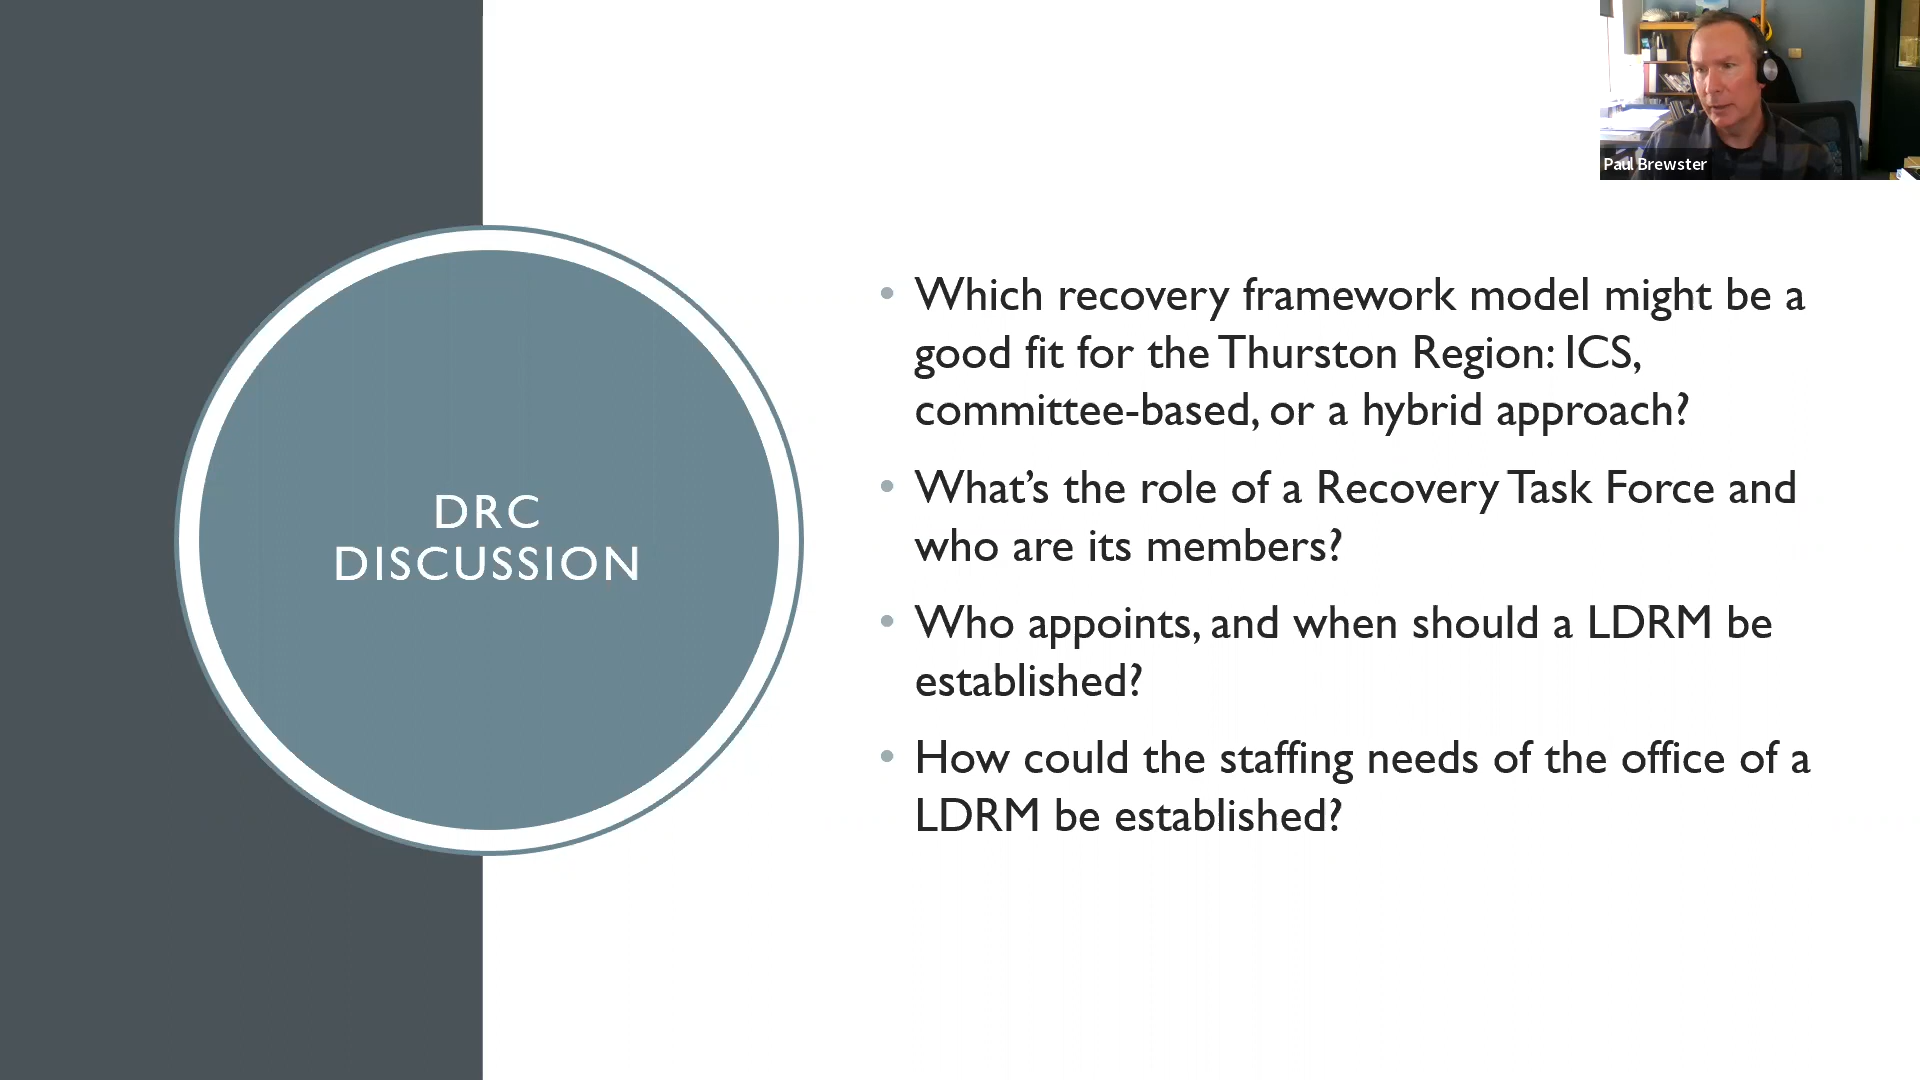 Paul Brewster
DRC
DISCUSSION
• Which recovery framework model might be a
good fit for the Thurston Region: ICS,
committee-based, or a hybrid approach?
• What’s the role of a Recovery Task Force and
who are its members?
• Who appoints, and when should a LDRM be
established?
• How could the staffing needs of the office of a
LDRM be established?